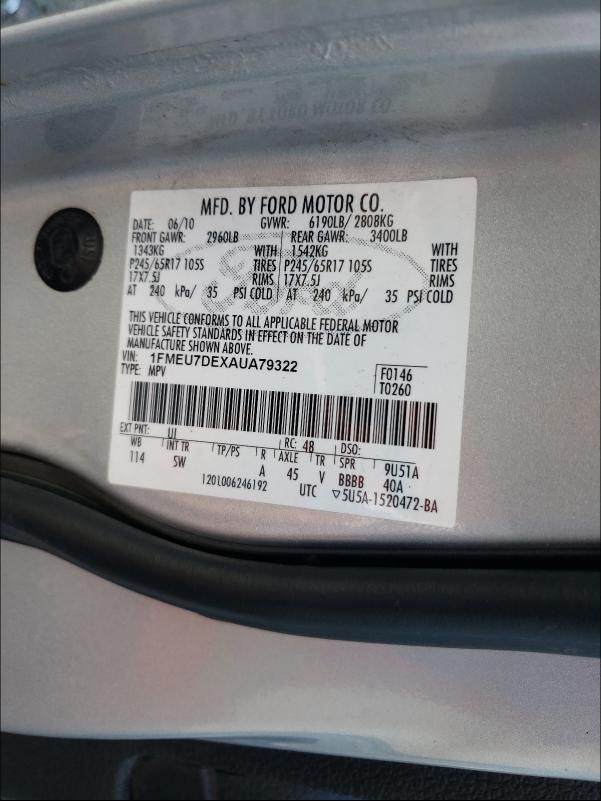 MFD. BY FORD MOTOR CO.
DATE: 06/10 GVWR: 6190LB/ 2808KG
FRONT GAWR: 2960LB REAR GAWR: 3400LB
1343KG WITH 1542KG WITH
P245/65R17 105S TIRES P245/65R17 105S TIRES
17X7.5J RIMS 17X7.5J RIMS
AT 240 kPa/ 35 PSI COLD AT 240 kPa/ 35 PSI COLD
THIS VEHICLE CONFORMS TO ALL APPLICABLE FEDERAL MOTOR
VEHICLE SAFETY STANDARDS IN EFFECT ON THE DATE OF
MANUFACTURE SHOWN ABOVE.
VIN: 1FMEU7DEXAUA79322
TYPE: MPV
F0146
T0260
EXT PNT: UI RC: 48 DSO:
WB INT TR TP/PS R AXLE TR SPR 9U51A
114 SW A 45 V BBBB 40A
1201006246192 UTC ▽5U5A-1520472-BA
Ford